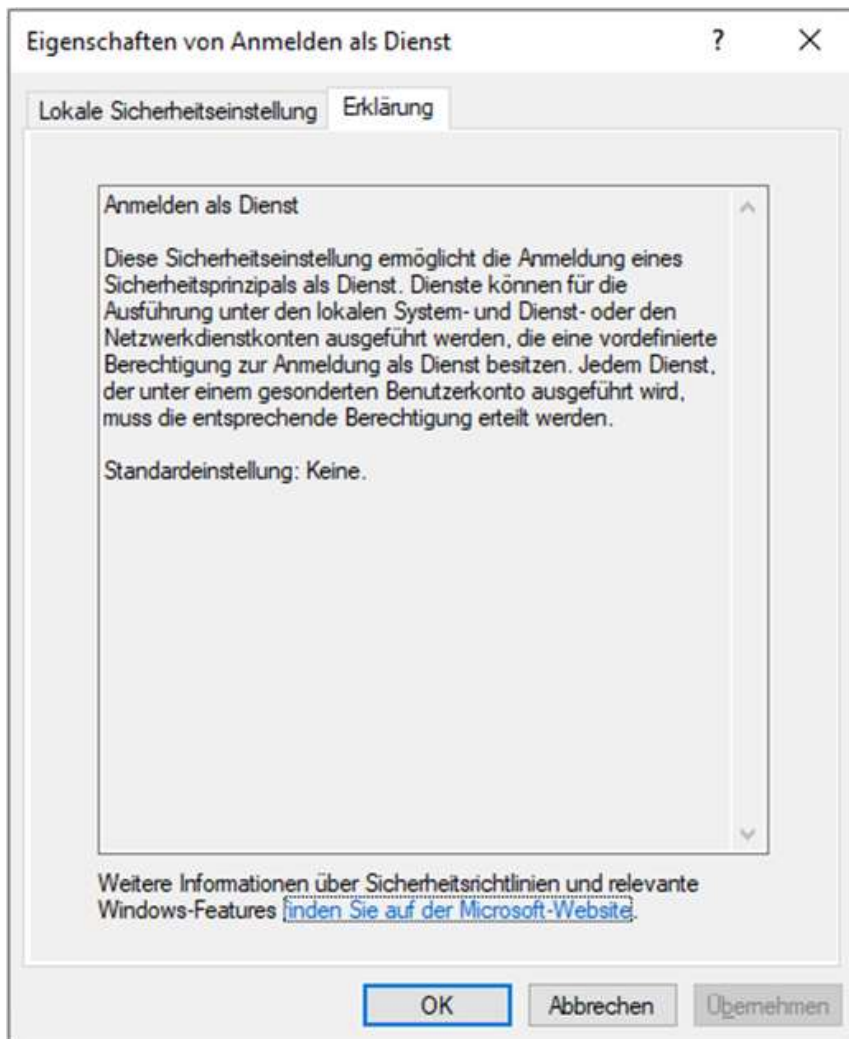 Eigenschaften von Anmelden als Dienst ? ×
Lokale Sicherheitseinstellung Erklärung
Anmelden als Dienst
Diese Sicherheitseinstellung ermöglicht die Anmeldung eines
Sicherheitsprinzipals als Dienst. Dienste können für die
Ausführung unter den lokalen System- und Dienst- oder den
Netzwerkdienstkonten ausgeführt werden, die eine vordefinierte
Berechtigung zur Anmeldung als Dienst besitzen. Jedem Dienst,
der unter einem gesonderten Benutzerkonto ausgeführt wird,
muss die entsprechende Berechtigung erteilt werden.
Standardeinstellung: Keine.
Weitere Informationen über Sicherheitsrichtlinien und relevante
Windows-Features finden Sie auf der Microsoft-Website.
OK Abbrechen Übernehmen